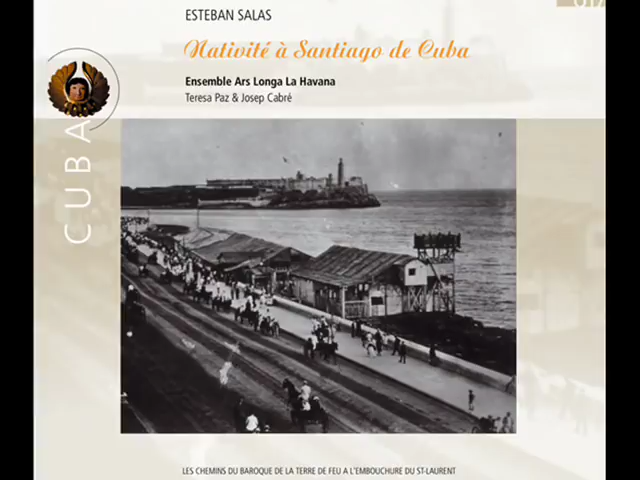 ESTEBAN SALAS
Nativité à Santiago de Cuba
Ensemble Ars Longa La Havana
Teresa Paz & Josep Cabré
CUBA
LES CHEMINS DU BAROQUE DE LA TERRE DE FEU A L'EMBOUCHURE DU ST-LAURENT